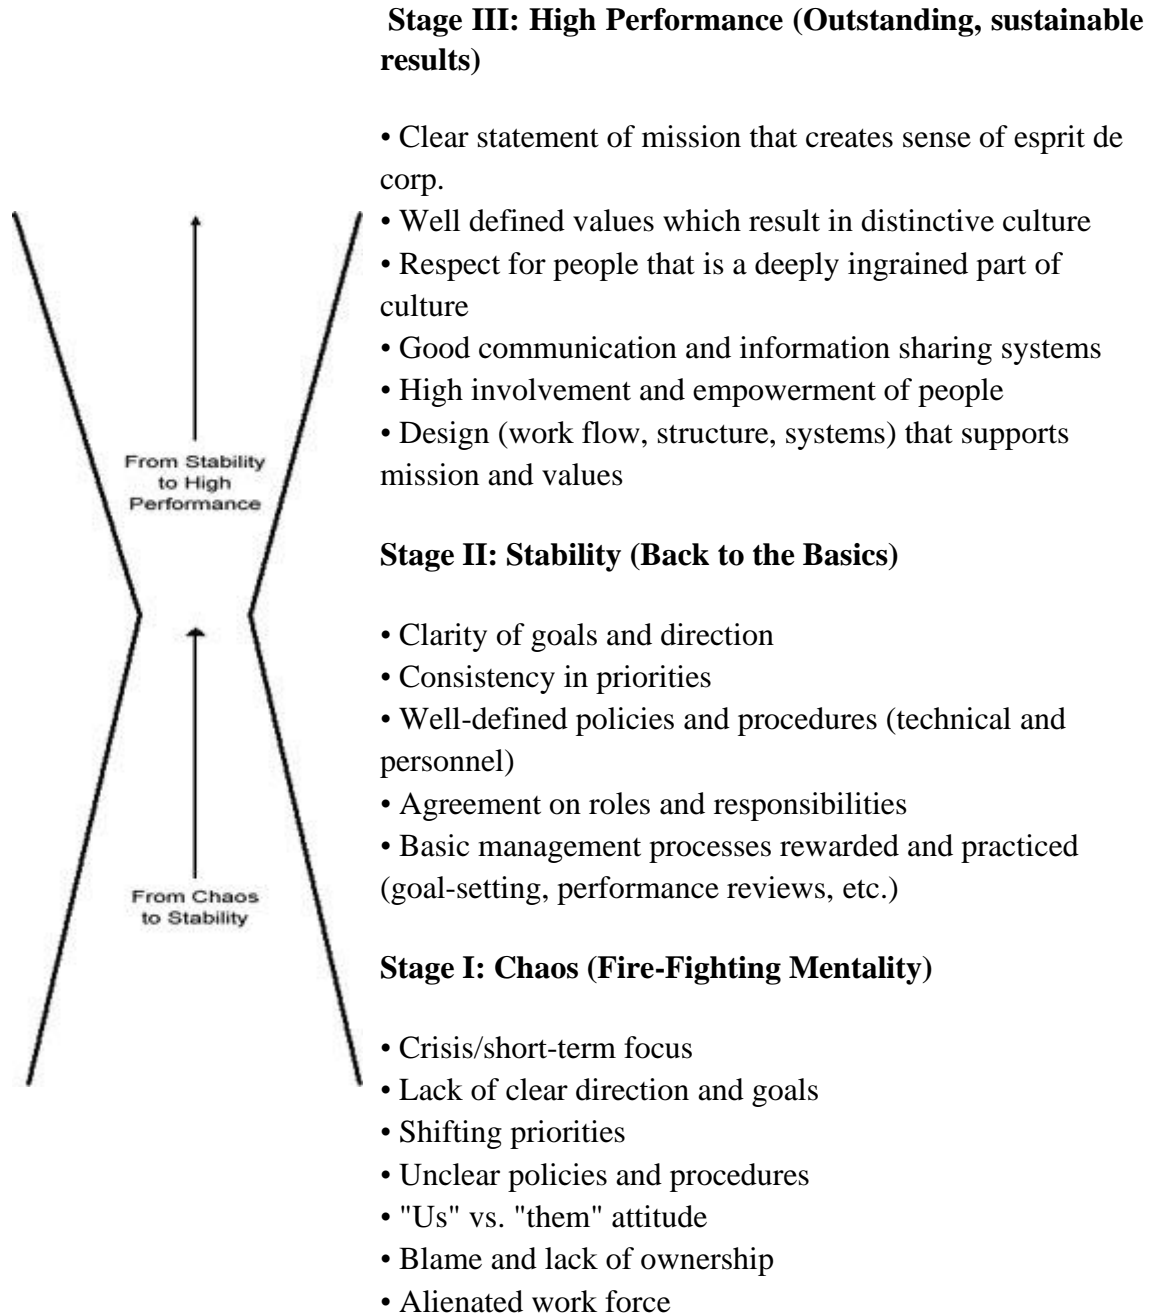 Stage III: High Performance (Outstanding, sustainable
results)
• Clear statement of mission that creates sense of esprit de
corp.
• Well defined values which result in distinctive culture
• Respect for people that is a deeply ingrained part of
culture
• Good communication and information sharing systems
• High involvement and empowerment of people
• Design (work flow, structure, systems) that supports
mission and values
From Stability
to High
Performance
Stage II: Stability (Back to the Basics)
• Clarity of goals and direction
• Consistency in priorities
• Well-defined policies and procedures (technical and
personnel)
• Agreement on roles and responsibilities
• Basic management processes rewarded and practiced
(goal-setting, performance reviews, etc.)
From Chaos
to Stability
Stage I: Chaos (Fire-Fighting Mentality)
• Crisis/short-term focus
• Lack of clear direction and goals
• Shifting priorities
• Unclear policies and procedures
• "Us" vs. "them" attitude
• Blame and lack of ownership
• Alienated work force